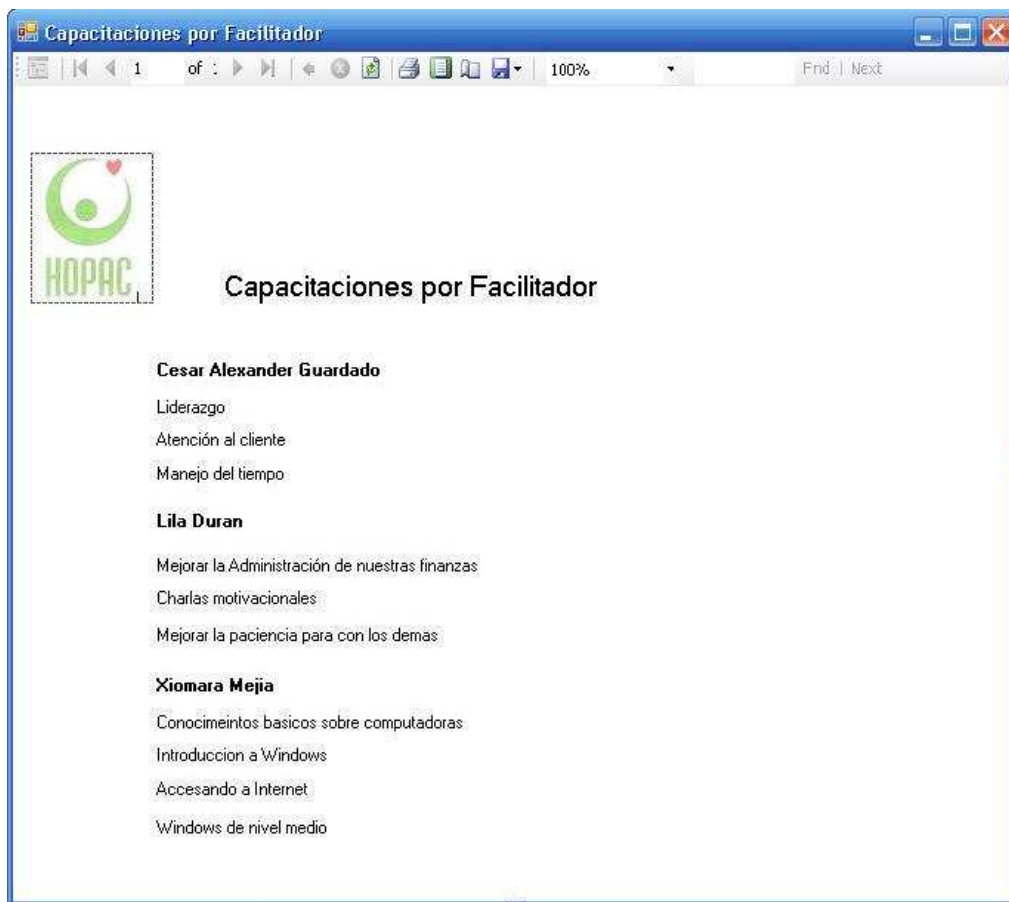 Capacitaciones por Facilitador
1 of 100% Find | Next
HOPAC
Capacitaciones por Facilitador
Cesar Alexander Guardado
Liderazgo
Atención al cliente
Manejo del tiempo
Lila Duran
Mejorar la Administración de nuestras finanzas
Charlas motivacionales
Mejorar la paciencia para con los demas
Xiomara Mejia
Conocimeintos basicos sobre computadoras
Introduccion a Windows
Accesando a Internet
Windows de nivel medio